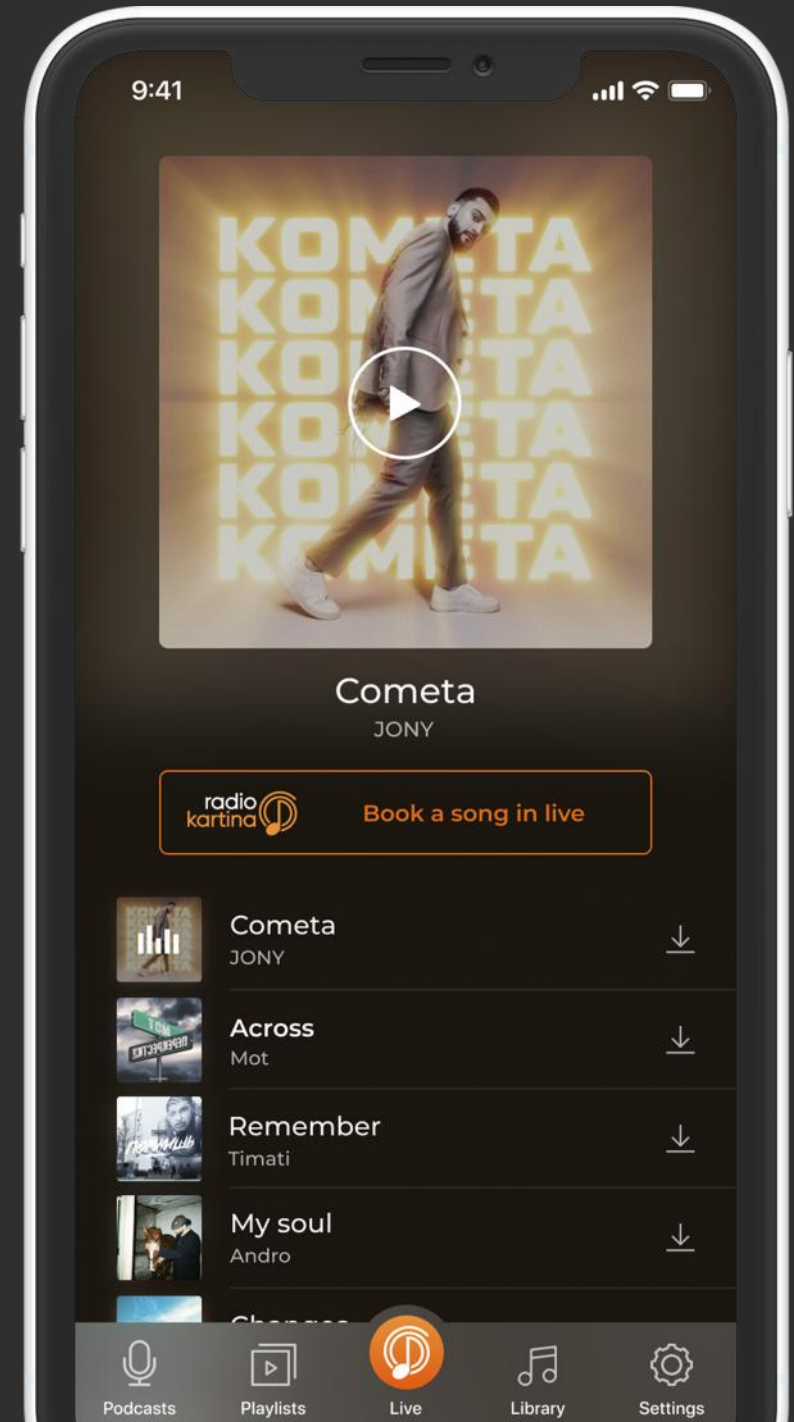 9:41
KOMETA
KOMETA
KOMETA
KOMETA
KOMETA
KOMETA
Cometa
JONY
radio
kartina
Book a song in live
Cometa
JONY
Across
Mot
Remember
Timati
My soul
Andro
Changes
Podcasts
Playlists
Live
Library
Settings